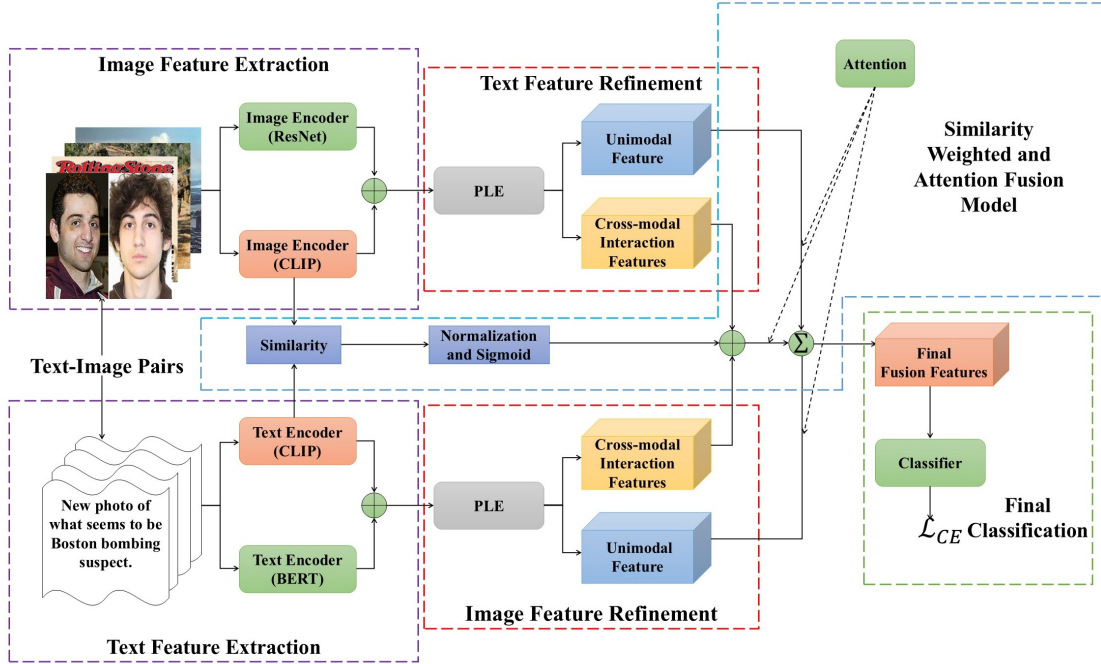 Image Feature Extraction
Rolling Stone
Image Encoder
(ResNet)
Image Encoder
(CLIP)
Text Feature Refinement
PLE
Unimodal
Feature
Cross-modal
Interaction
Features
Attention
Similarity
Weighted and
Attention Fusion
Model
Text-Image Pairs
Similarity
Normalization
and Sigmoid
Σ
Final
Fusion Features
Classifier
ℒCE Final
Classification
New photo of
what seems to be
Boston bombing
suspect.
Text Encoder
(CLIP)
Text Encoder
(BERT)
Text Feature Extraction
PLE
Cross-modal
Interaction
Features
Unimodal
Feature
Image Feature Refinement